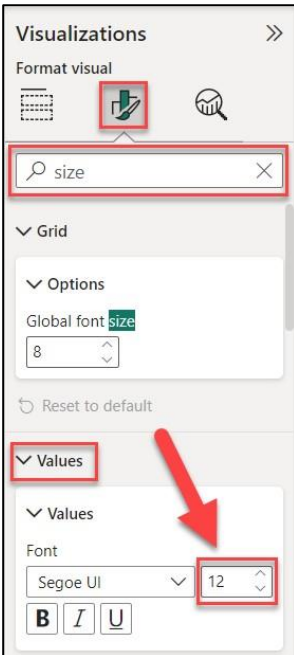 Visualizations
Format visual
size
Grid
Options
Global font size
8
Reset to default
Values
Values
Font
Segoe UI 12
B I U